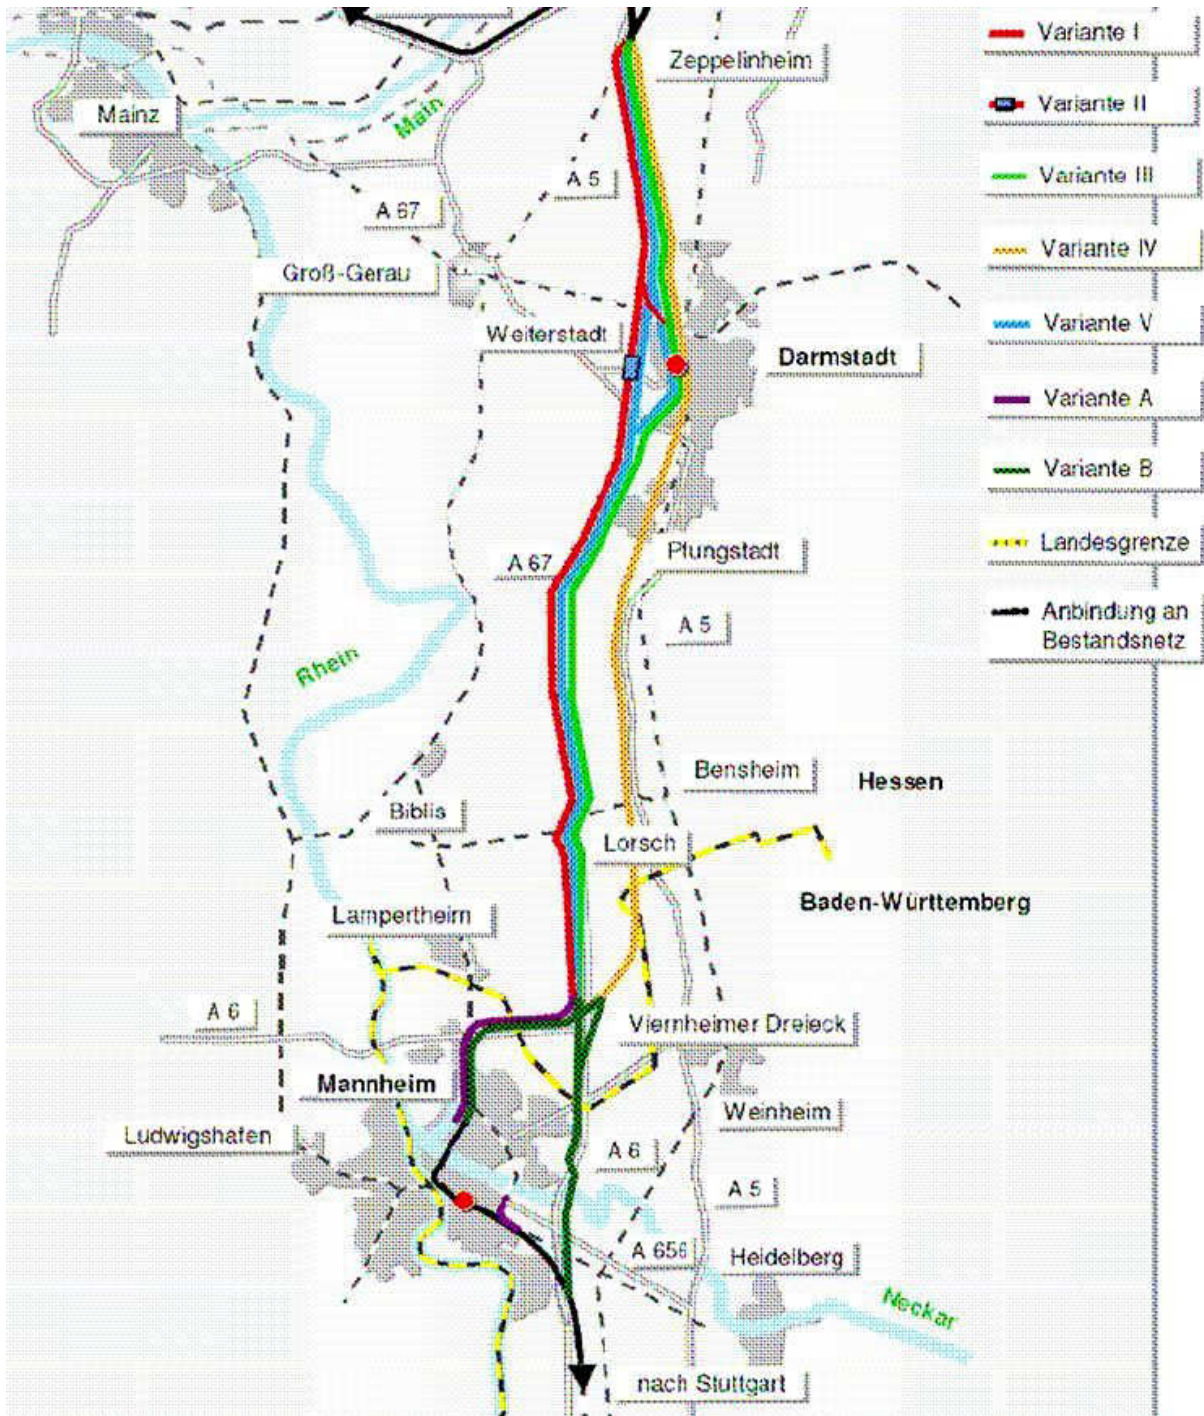 Zeppelinheim
Variante I
Mainz
Main
Variante II
A 5
Variante III
A 67
Groß-Gerau
Variante IV
Weiterstadt
Variante V
Darmstadt
Variante A
Variante B
A 67
Pfungstadt
Landesgrenze
A 5
Anbindung an
Bestandsnetz
Rhein
Bensheim
Hessen
Biblis
Lorsch
Baden-Württemberg
Lampertheim
A 6
Viernheimer Dreieck
Mannheim
Weinheim
Ludwigshafen
A 6
A 5
A 656
Heidelberg
Neckar
nach Stuttgart